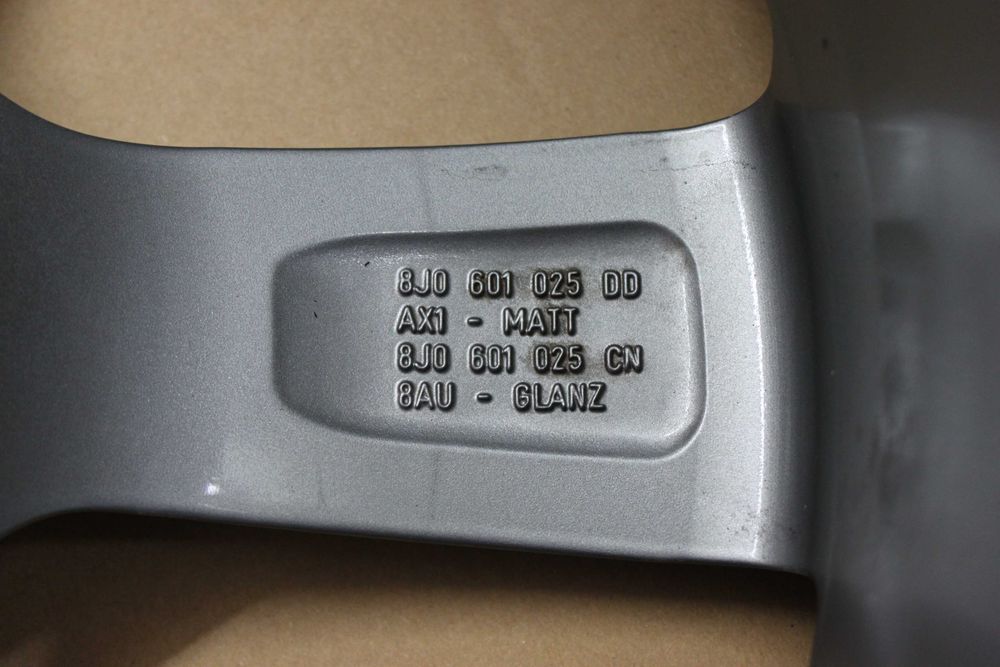 8J0 601 025 DD
AX1 - MATT
8J0 601 025 CN
8AU - GLANZ